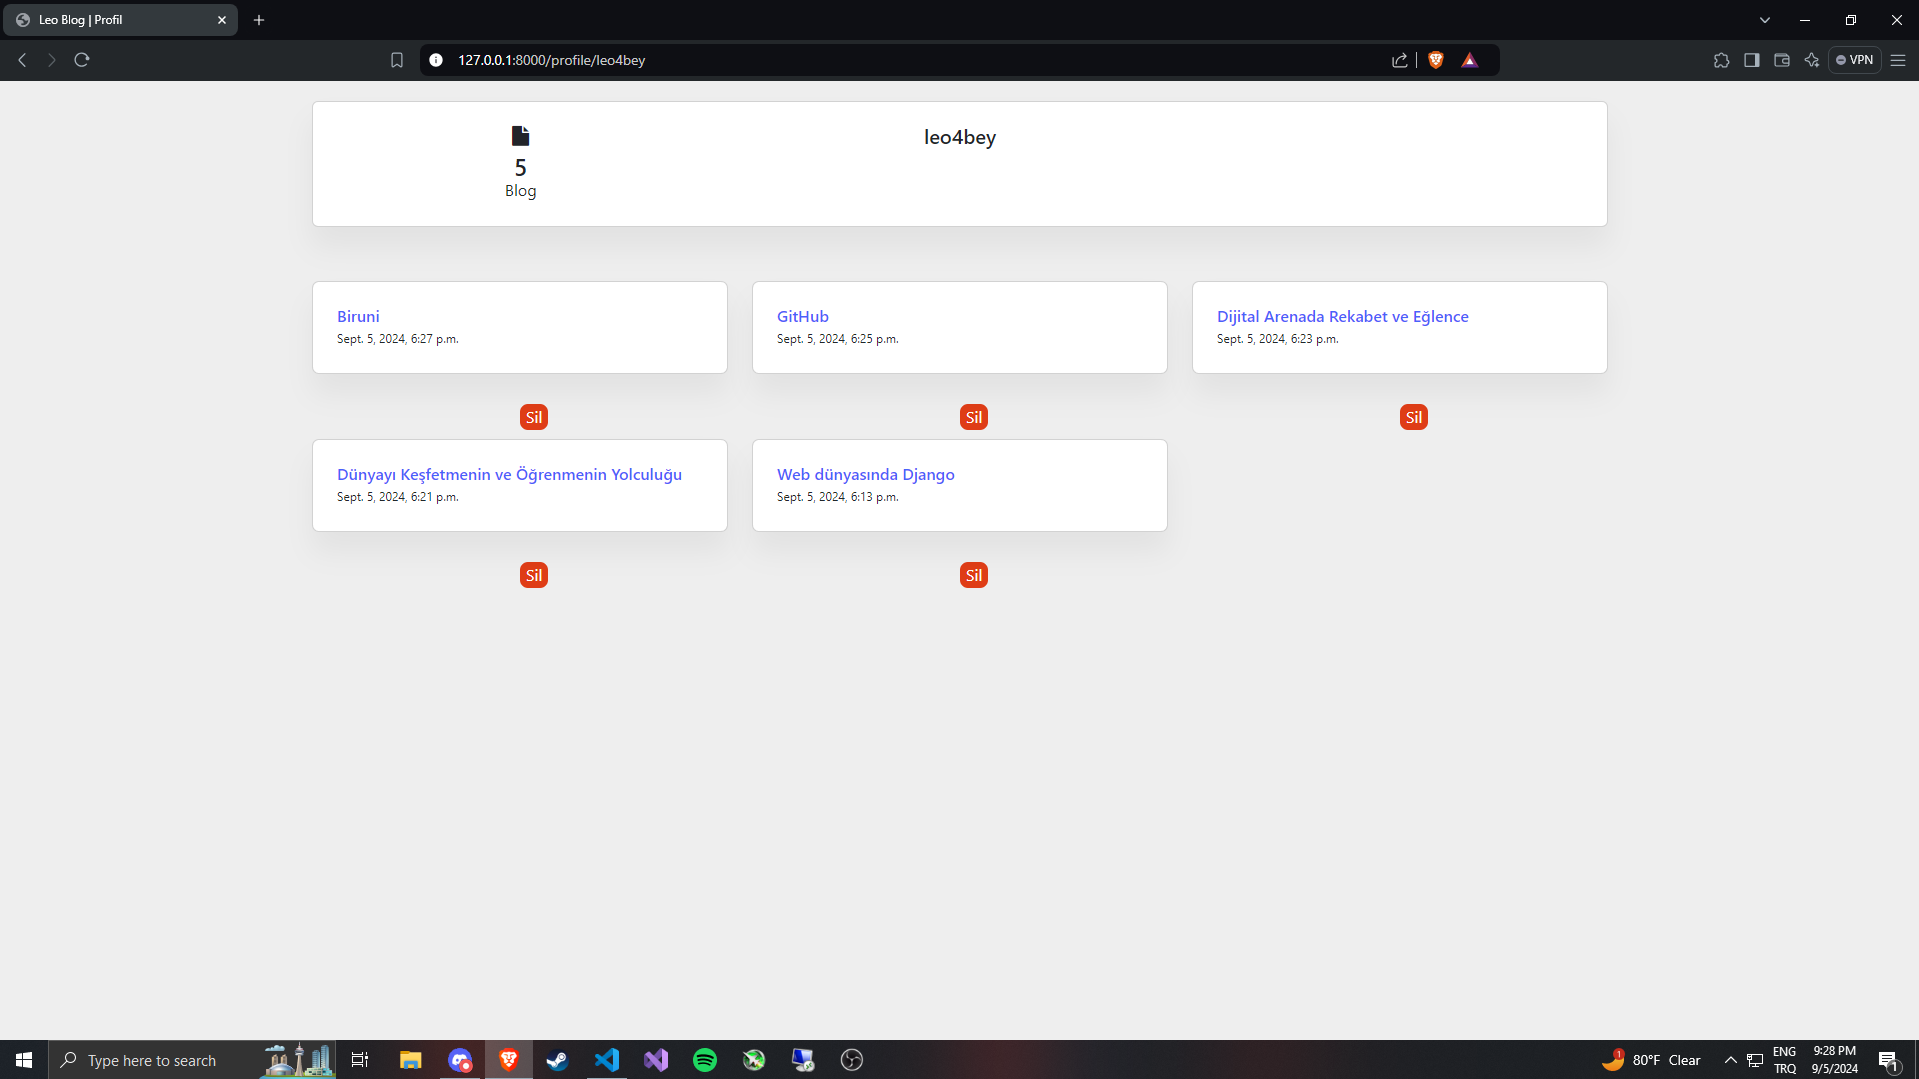 Leo Blog | Profil
127.0.0.1:8000/profile/leo4bey
VPN
leo4bey
5
Blog
Biruni
Sept. 5, 2024, 6:27 p.m.
GitHub
Sept. 5, 2024, 6:25 p.m.
Dijital Arenada Rekabet ve Eğlence
Sept. 5, 2024, 6:23 p.m.
Sil
Sil
Sil
Dünyayı Keşfetmenin ve Öğrenmenin Yolculuğu
Sept. 5, 2024, 6:21 p.m.
Web dünyasında Django
Sept. 5, 2024, 6:13 p.m.
Sil
Sil
Type here to search
1
80°F Clear
ENG
TRQ
9:28 PM
9/5/2024
1